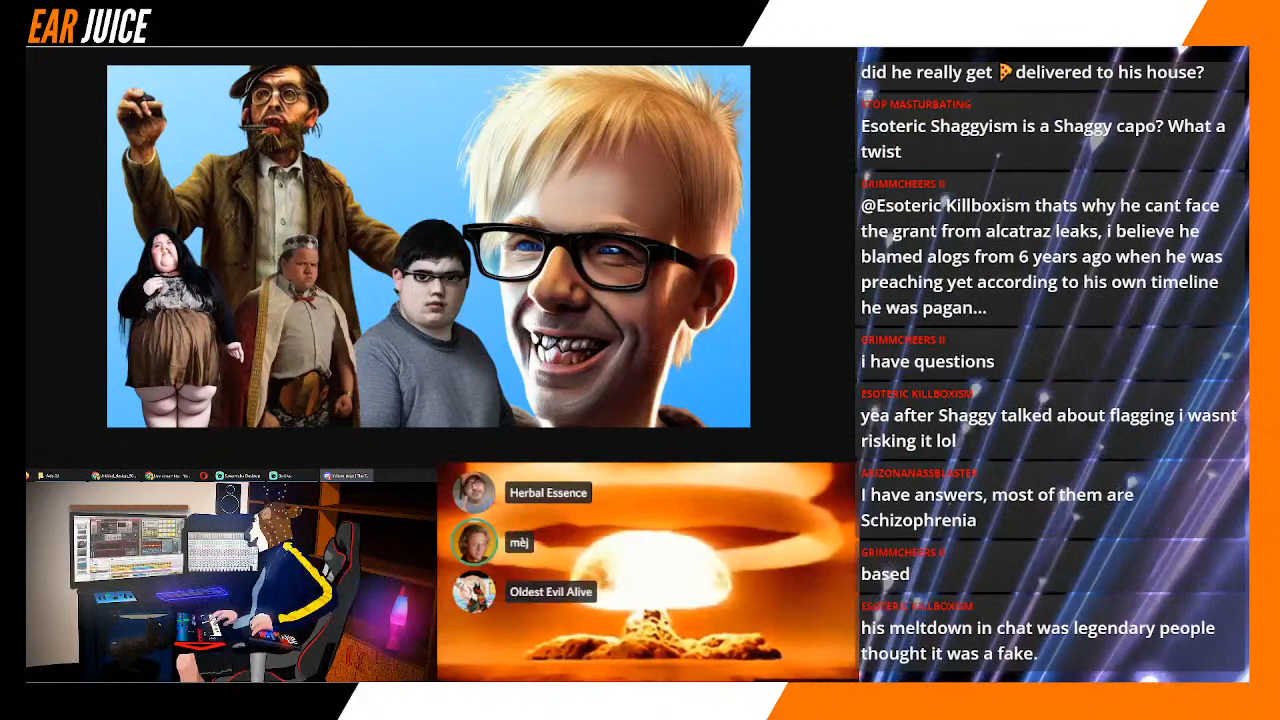 EAR JUICE
did he really get 🍕 delivered to his house?
STOP MASTURBATING
Esoteric Shaggyism is a Shaggy capo? What a
twist
GRIMMCHEERS II
@Esoteric Killboxism thats why he cant face
the grant from alcatraz leaks, i believe he
blamed alogs from 6 years ago when he was
preaching yet according to his own timeline
he was pagan...
GRIMMCHEERS II
i have questions
ESOTERIC KILLBOXISM
yea after Shaggy talked about flagging i wasnt
risking it lol
ARIZONANASSBLASTER
I have answers, most of them are
Schizophrenia
GRIMMCHEERS II
based
ESOTERIC KILLBOXISM
his meltdown in chat was legendary people
thought it was a fake.
Herbal Essence
mèj
Oldest Evil Alive